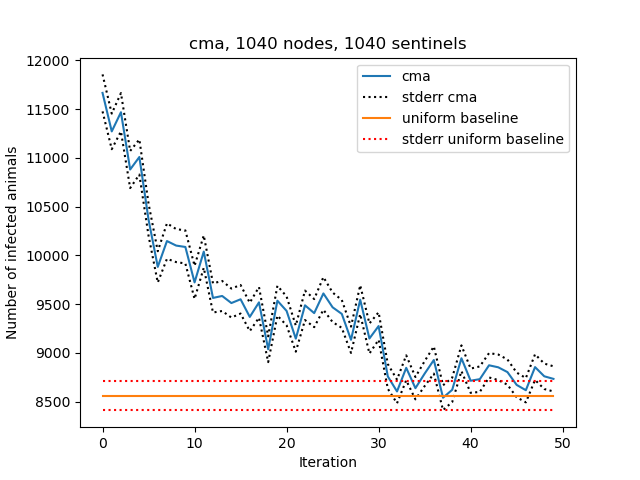 cma, 1040 nodes, 1040 sentinels
12000
11500
11000
10500
10000
9500
9000
8500
Number of infected animals
cma
stderr cma
uniform baseline
stderr uniform baseline
0 10 20 30 40 50
Iteration